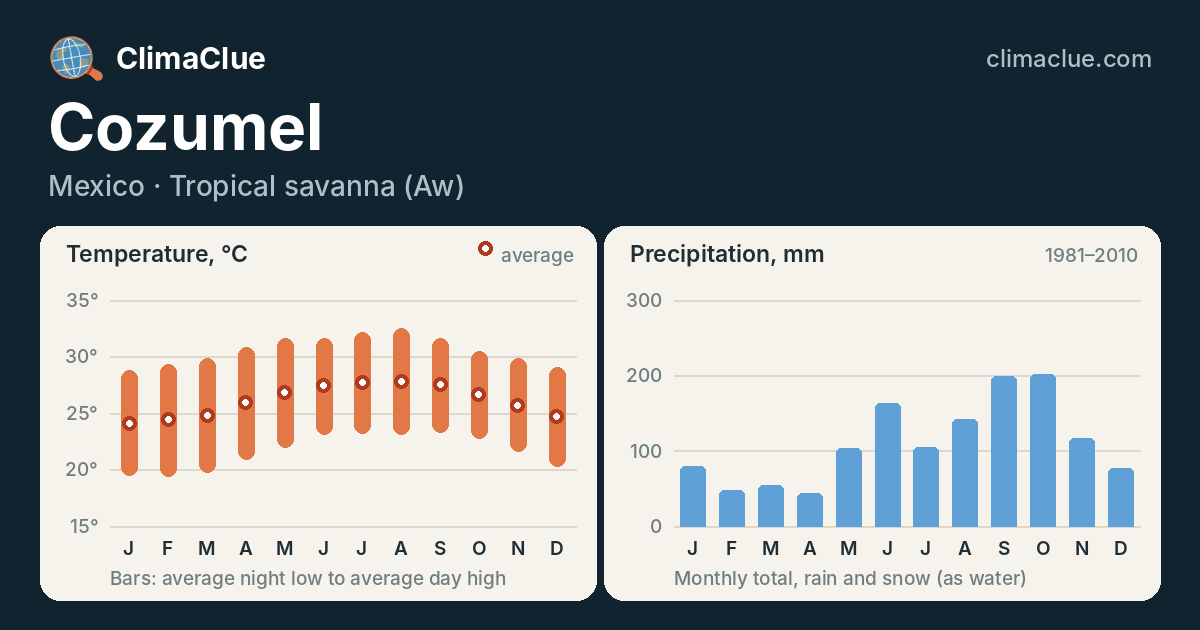 ClimaClue
climaclue.com
Cozumel
Mexico · Tropical savanna (Aw)
Temperature, °C
average
35°
30°
25°
20°
15°
J F M A M J J A S O N D
Bars: average night low to average day high
Precipitation, mm
1981–2010
300
200
100
0
J F M A M J J A S O N D
Monthly total, rain and snow (as water)